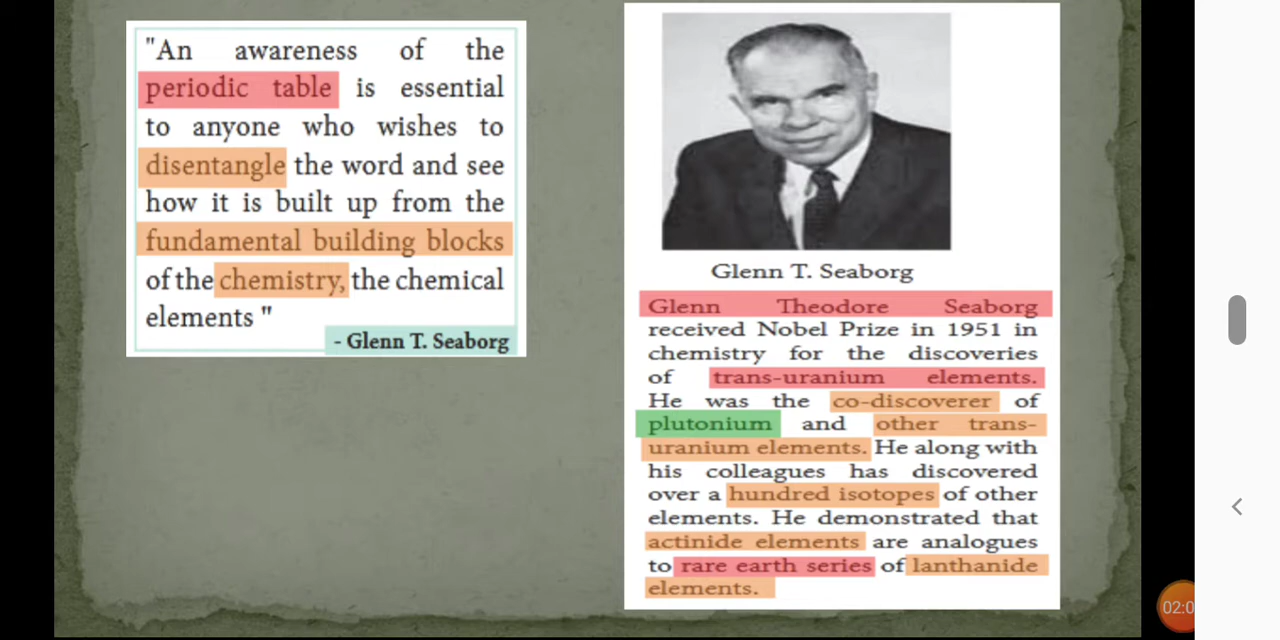 "An awareness of the
periodic table is essential
to anyone who wishes to
disentangle the word and see
how it is built up from the
fundamental building blocks
of the chemistry, the chemical
elements "
- Glenn T. Seaborg
Glenn T. Seaborg
Glenn Theodore Seaborg
received Nobel Prize in 1951 in
chemistry for the discoveries
of trans-uranium elements.
He was the co-discoverer of
plutonium and other trans-
uranium elements. He along with
his colleagues has discovered
over a hundred isotopes of other
elements. He demonstrated that
actinide elements are analogues
to rare earth series of lanthanide
elements.
02:0